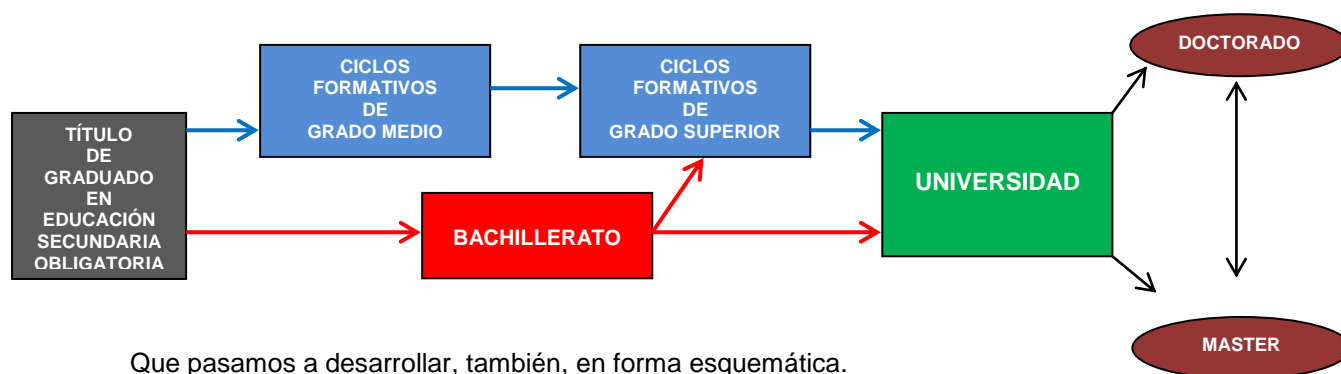 TÍTULO
DE
GRADUADO
EN
EDUCACIÓN
SECUNDARIA
OBLIGATORIA
CICLOS
FORMATIVOS
DE
GRADO MEDIO
CICLOS
FORMATIVOS
DE
GRADO SUPERIOR
BACHILLERATO
UNIVERSIDAD
DOCTORADO
MASTER
Que pasamos a desarrollar, también, en forma esquemática.